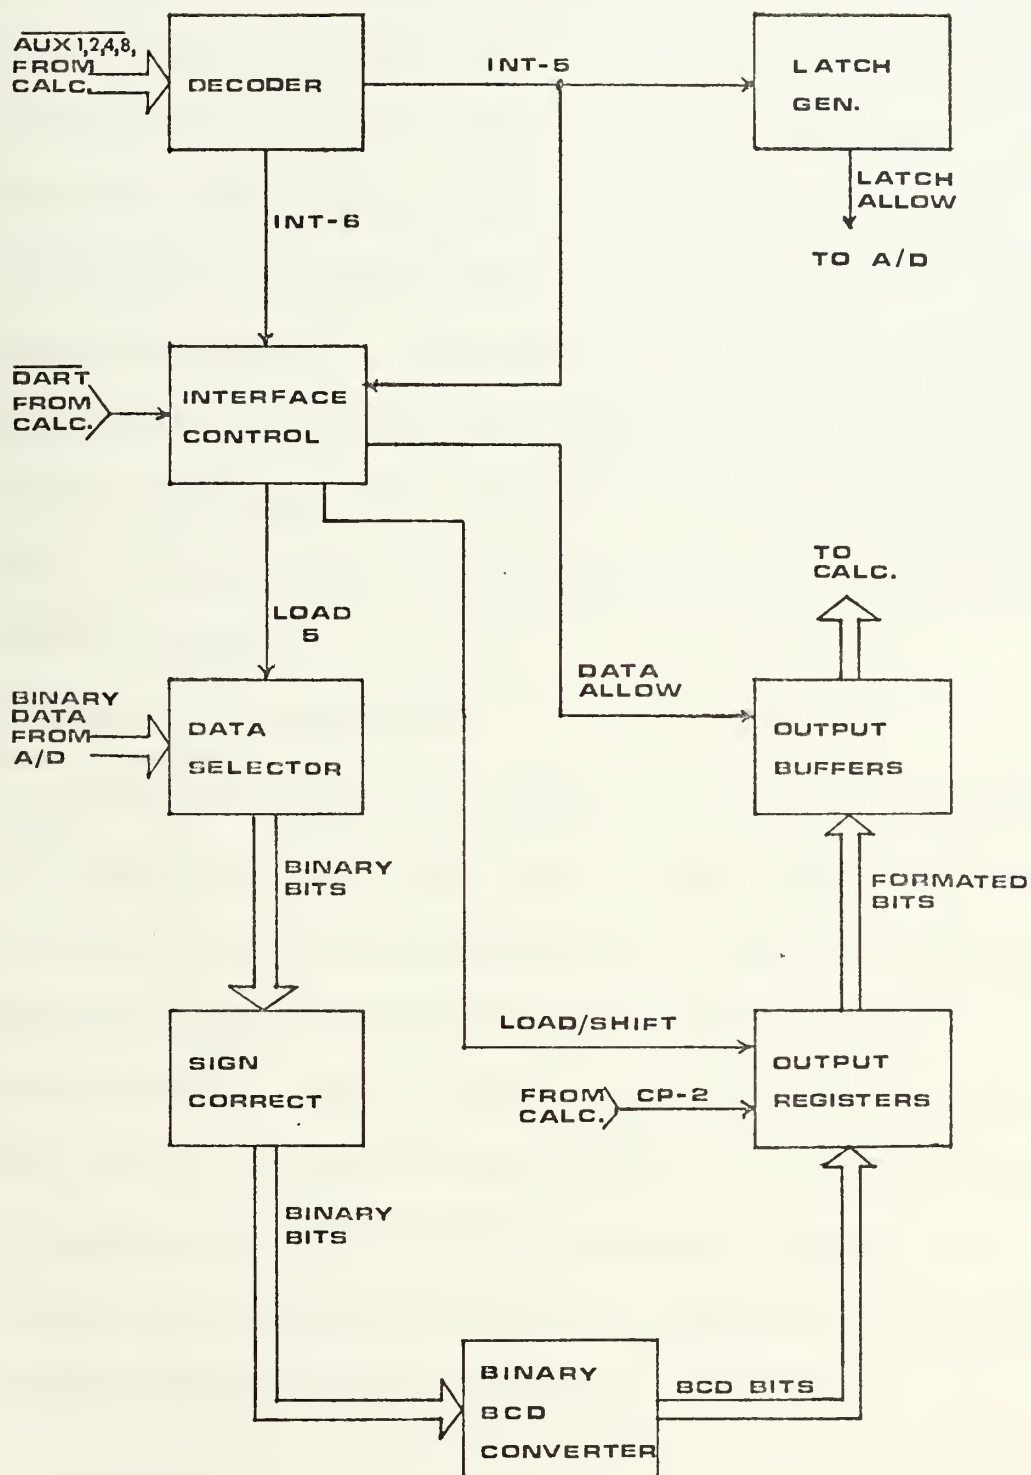 AUX 1,2,4,8,
FROM
CALC.
DECODER
INT-5
LATCH
GEN.
LATCH
ALLOW
TO A/D
INT-6
DART
FROM
CALC.
INTERFACE
CONTROL
LOAD
5
TO
CALC.
BINARY
DATA
FROM
A/D
DATA
SELECTOR
DATA
ALLOW
OUTPUT
BUFFERS
BINARY
BITS
FORMATED
BITS
SIGN
CORRECT
LOAD/SHIFT
FROM
CALC.
CP-2
OUTPUT
REGISTERS
BINARY
BITS
BINARY
BCD
CONVERTER
BCD BITS